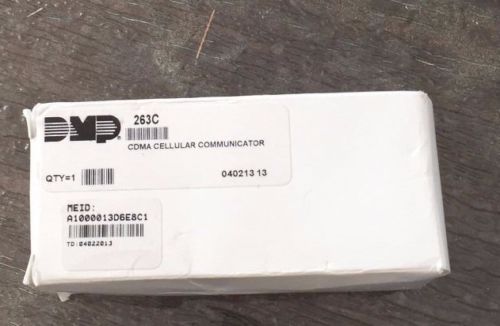 DMP 263C
CDMA CELLULAR COMMUNICATOR
QTY=1 040213 13
MEID:
A1000013D6E8C1
TD:04022013